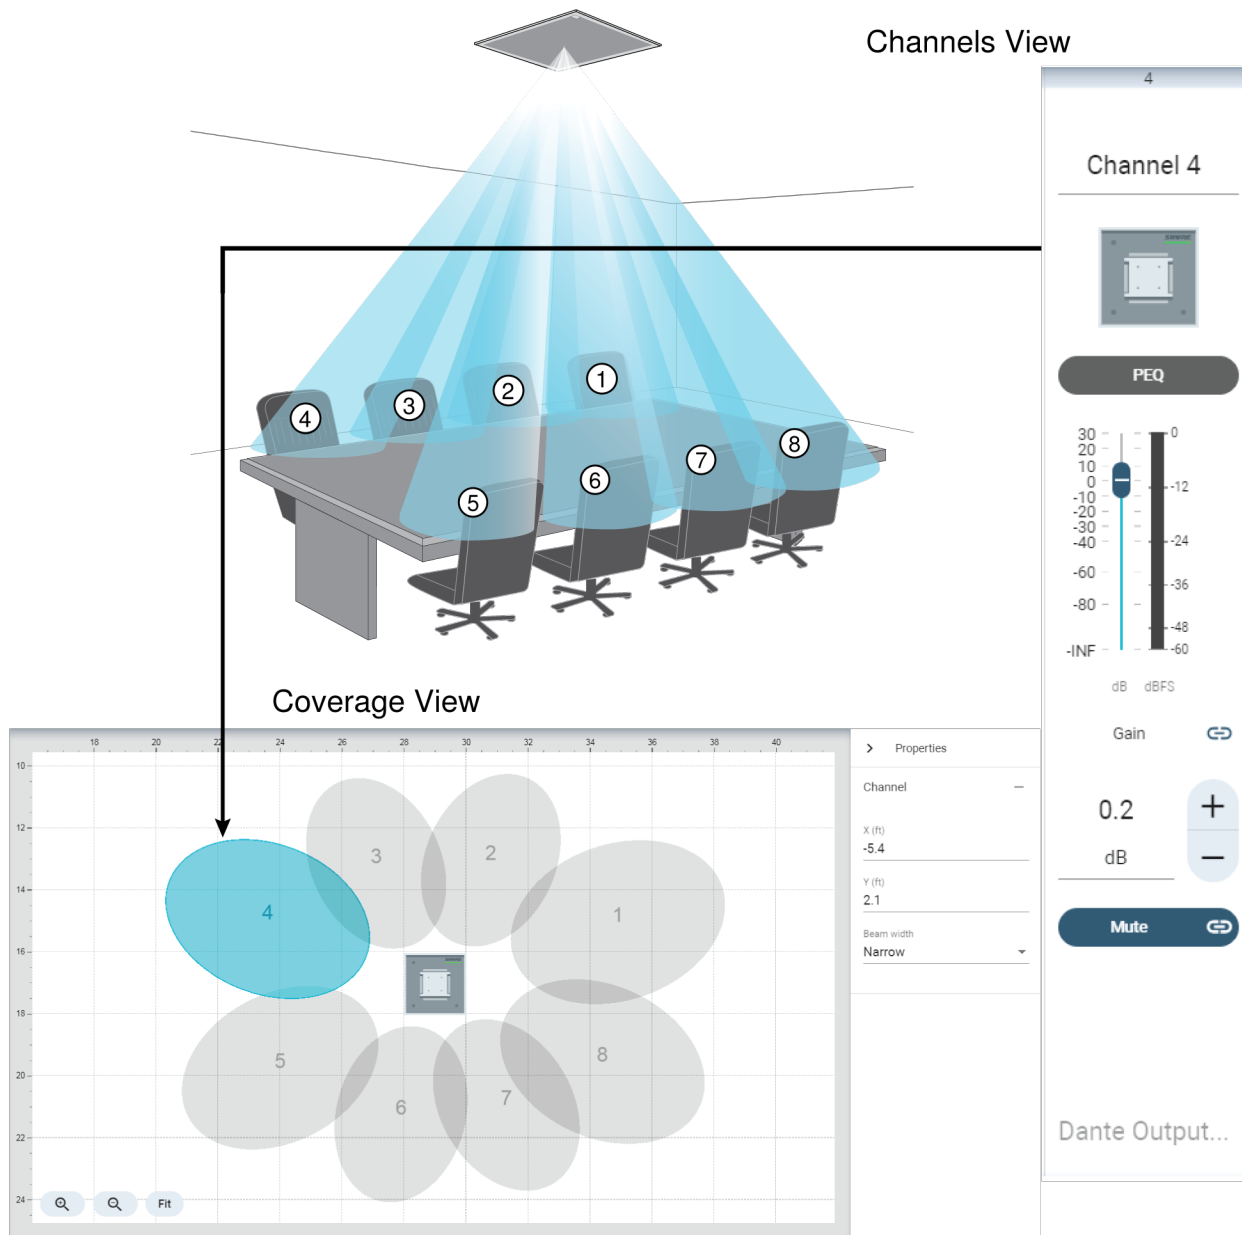 Channels View
4
Channel 4
SHURE
PEQ
30
20
10
0
-10
-20
-30
-40
-60
-80
-INF
0
-12
-24
-36
-48
-60
dB
dBFS
Gain
0.2
dB
+
−
Mute
Dante Output...
1
2
3
4
5
6
7
8
Coverage View
18 20 22 24 26 28 30 32 34 36 38 40
10
12
14
16
18
20
22
24
3
2
4
1
SHURE
5
8
6
7
Fit
Properties
Channel
X (ft)
-5.4
Y (ft)
2.1
Beam width
Narrow